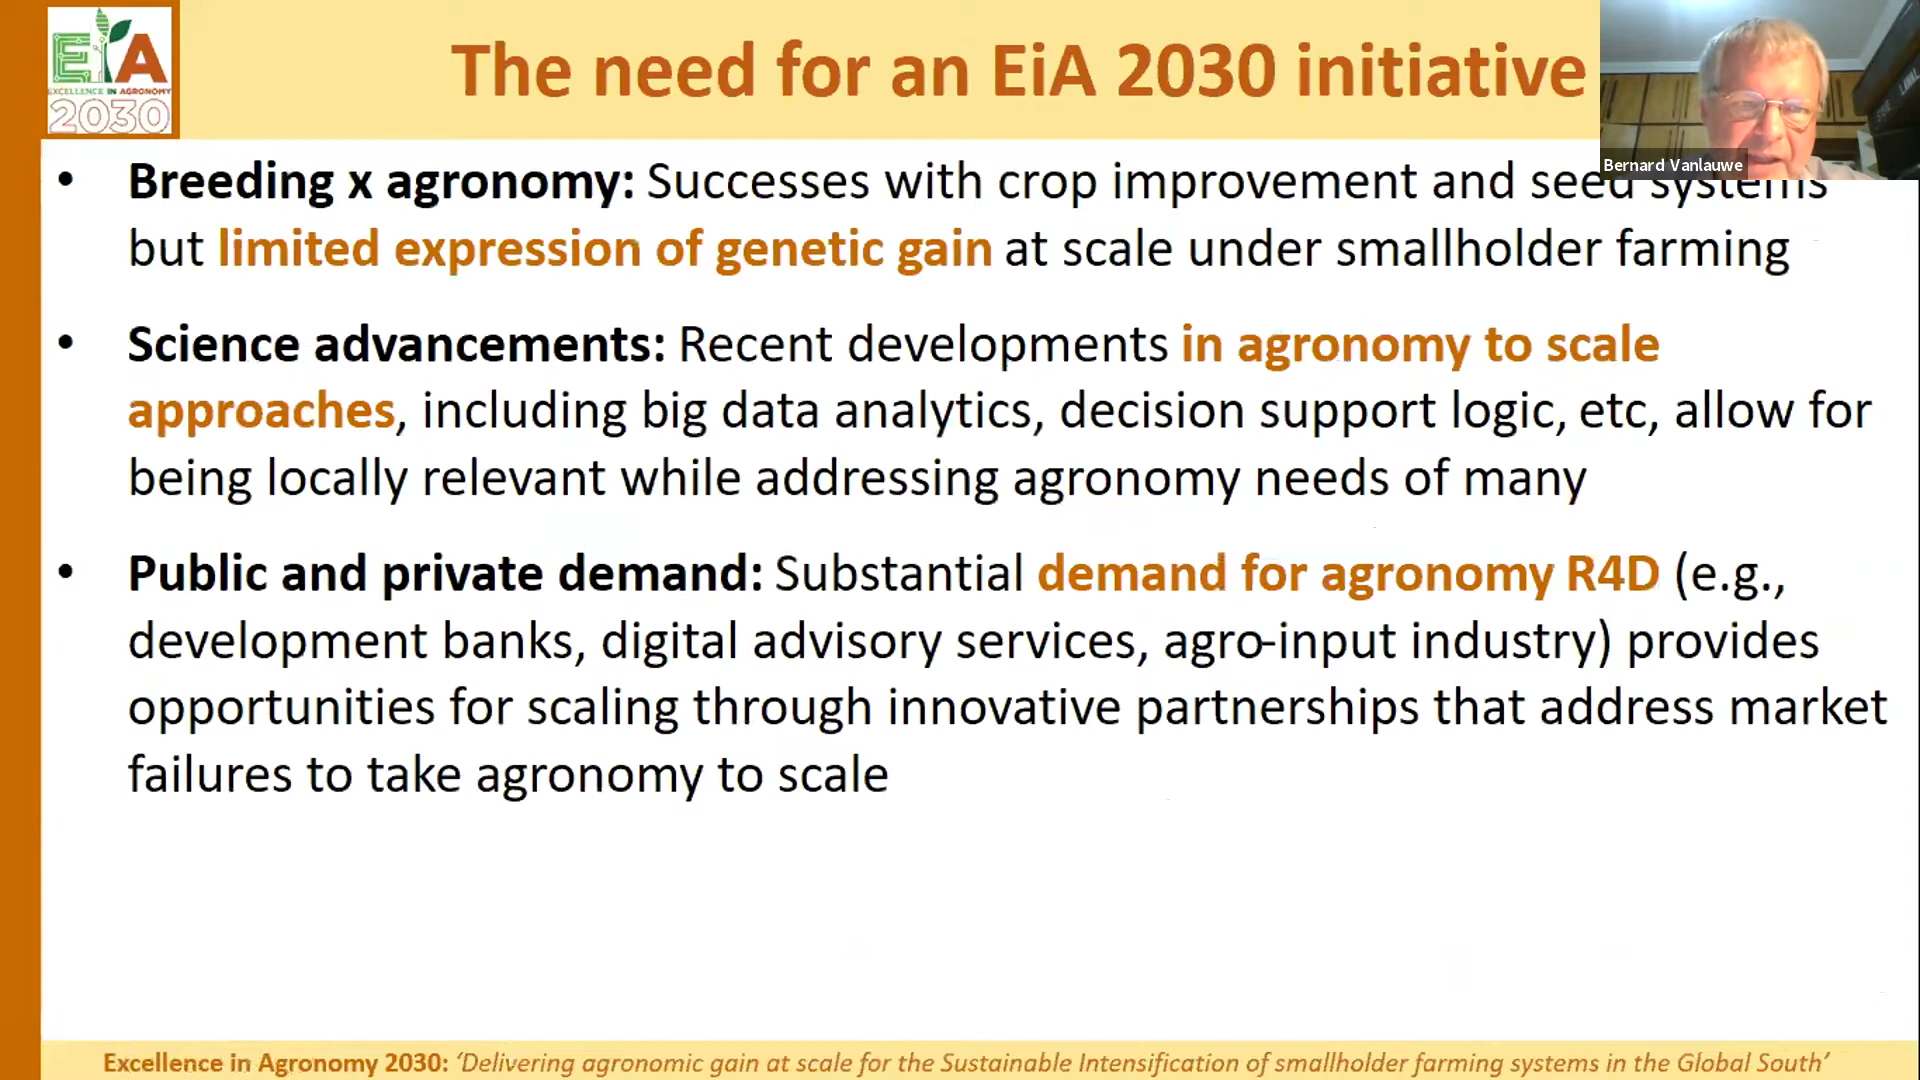 EiA
EXCELLENCE IN AGRONOMY
2030
The need for an EiA 2030 initiative
Bernard Vanlauwe
• Breeding x agronomy: Successes with crop improvement and seed systems
but limited expression of genetic gain at scale under smallholder farming
• Science advancements: Recent developments in agronomy to scale
approaches, including big data analytics, decision support logic, etc, allow for
being locally relevant while addressing agronomy needs of many
• Public and private demand: Substantial demand for agronomy R4D (e.g.,
development banks, digital advisory services, agro-input industry) provides
opportunities for scaling through innovative partnerships that address market
failures to take agronomy to scale
Excellence in Agronomy 2030: ‘Delivering agronomic gain at scale for the Sustainable Intensification of smallholder farming systems in the Global South’